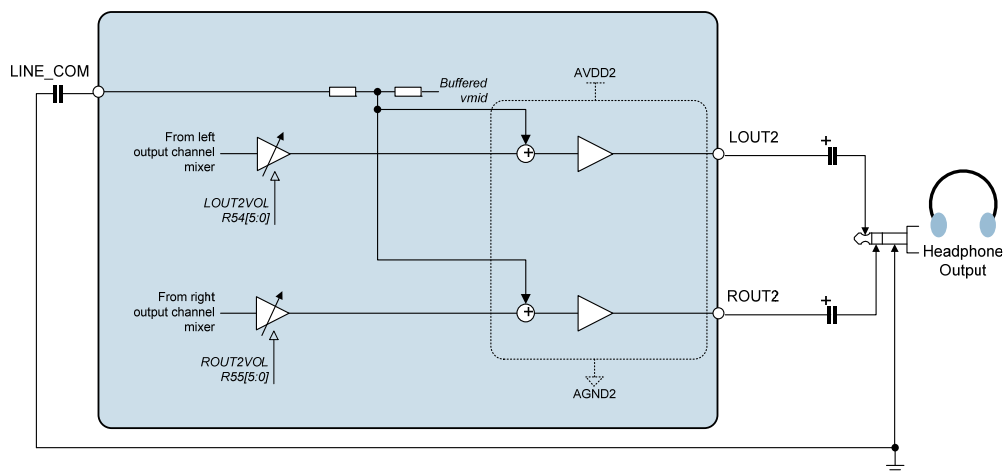 LINE_COM
Buffered
vmid
AVDD2
From left
output channel
mixer
+
LOUT2
+
LOUT2VOL
R54[5:0]
Headphone
Output
From right
output channel
mixer
+
ROUT2
+
ROUT2VOL
R55[5:0]
AGND2